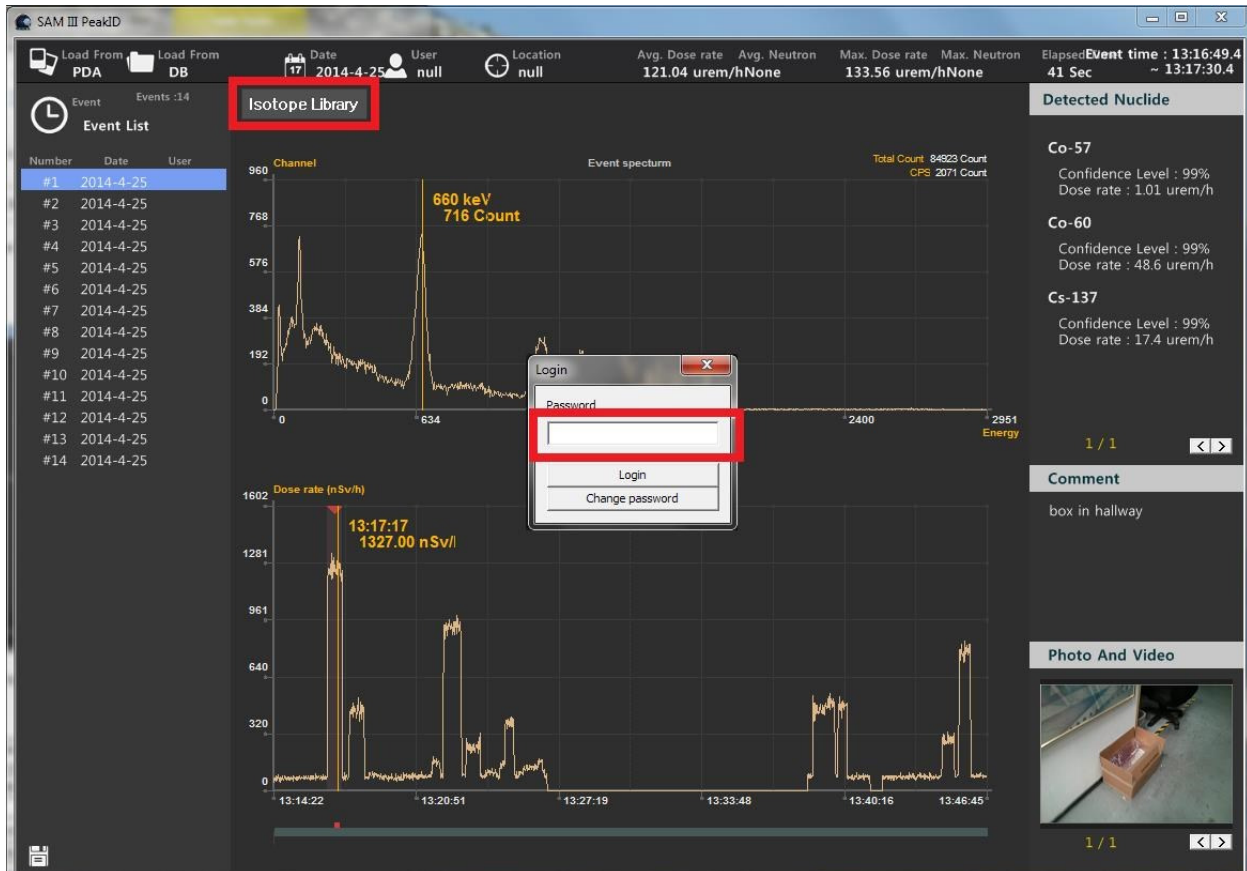 SAM III PeakID
Load From PDA
Load From DB
Date 2014-4-25
17
User null
Location null
Avg. Dose rate 121.04 urem/h
Avg. Neutron None
Max. Dose rate 133.56 urem/h
Max. Neutron None
Elapsed
41 Sec
Event time : 13:16:49.4
~ 13:17:30.4
Event Events :14
Event List
Number Date User
#1 2014-4-25
#2 2014-4-25
#3 2014-4-25
#4 2014-4-25
#5 2014-4-25
#6 2014-4-25
#7 2014-4-25
#8 2014-4-25
#9 2014-4-25
#10 2014-4-25
#11 2014-4-25
#12 2014-4-25
#13 2014-4-25
#14 2014-4-25
Isotope Library
Channel
Event specturm
Total Count 84923 Count
CPS 2071 Count
660 keV
716 Count
960
768
576
384
192
0
0 634 2400 2951
Energy
Login
Password
Login
Change password
Dose rate (nSv/h)
13:17:17
1327.00 nSv/
1602
1281
961
640
320
0
13:14:22 13:20:51 13:27:19 13:33:48 13:40:16 13:46:45
Detected Nuclide
Co-57
Confidence Level : 99%
Dose rate : 1.01 urem/h
Co-60
Confidence Level : 99%
Dose rate : 48.6 urem/h
Cs-137
Confidence Level : 99%
Dose rate : 17.4 urem/h
1 / 1
Comment
box in hallway
Photo And Video
1 / 1